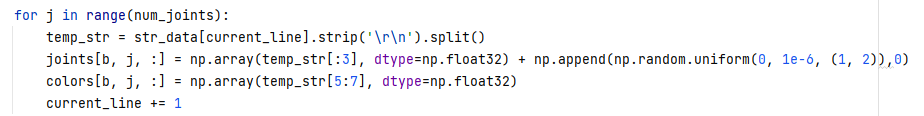 for j in range(num_joints):
    temp_str = str_data[current_line].strip('\r\n').split()
    joints[b, j, :] = np.array(temp_str[:3], dtype=np.float32) + np.append(np.random.uniform(0, 1e-6, (1, 2)),0)
    colors[b, j, :] = np.array(temp_str[5:7], dtype=np.float32)
    current_line += 1